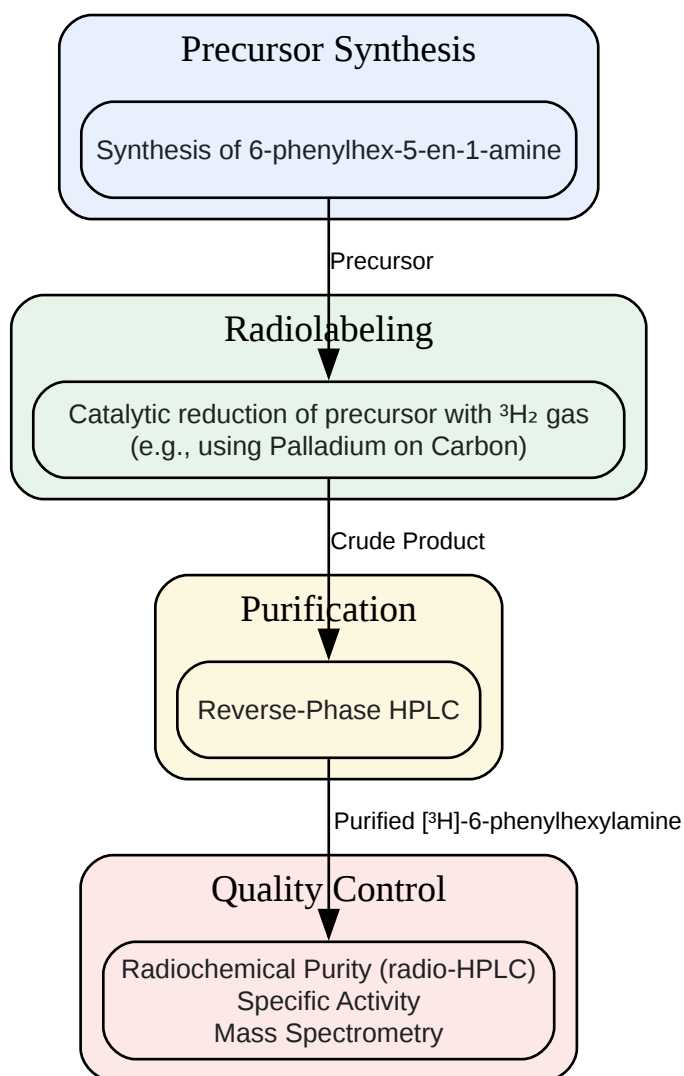 Precursor Synthesis
Synthesis of 6-phenylhex-5-en-1-amine
Precursor
Radiolabeling
Catalytic reduction of precursor with ³H₂ gas
(e.g., using Palladium on Carbon)
Crude Product
Purification
Reverse-Phase HPLC
Purified [³H]-6-phenylhexylamine
Quality Control
Radiochemical Purity (radio-HPLC)
Specific Activity
Mass Spectrometry